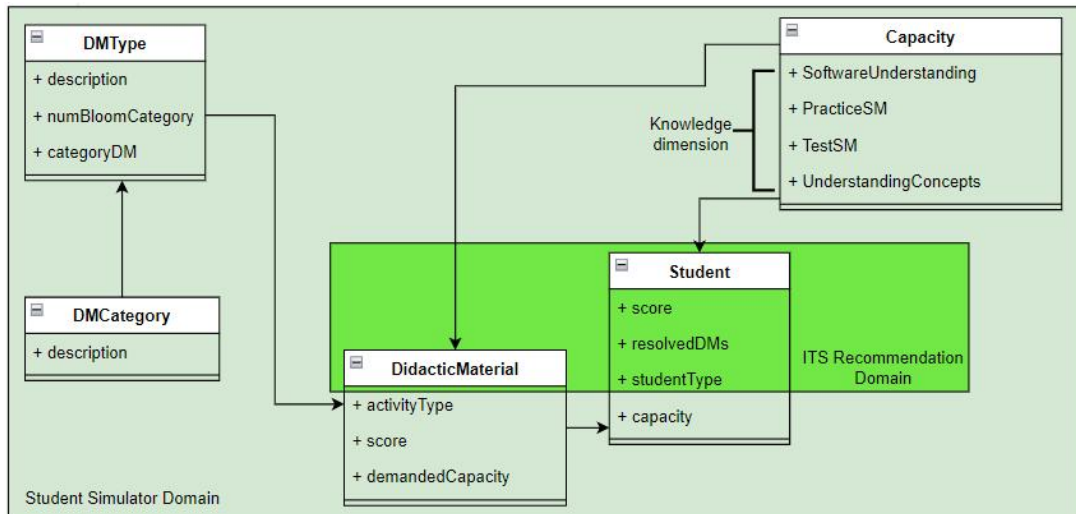 DMType
+ description
+ numBloomCategory
+ categoryDM
Capacity
+ SoftwareUnderstanding
+ PracticeSM
+ TestSM
+ UnderstandingConcepts
Knowledge
dimension
DMCategory
+ description
Student
+ score
+ resolvedDMs
+ studentType
+ capacity
ITS Recommendation
Domain
DidacticMaterial
+ activityType
+ score
+ demandedCapacity
Student Simulator Domain